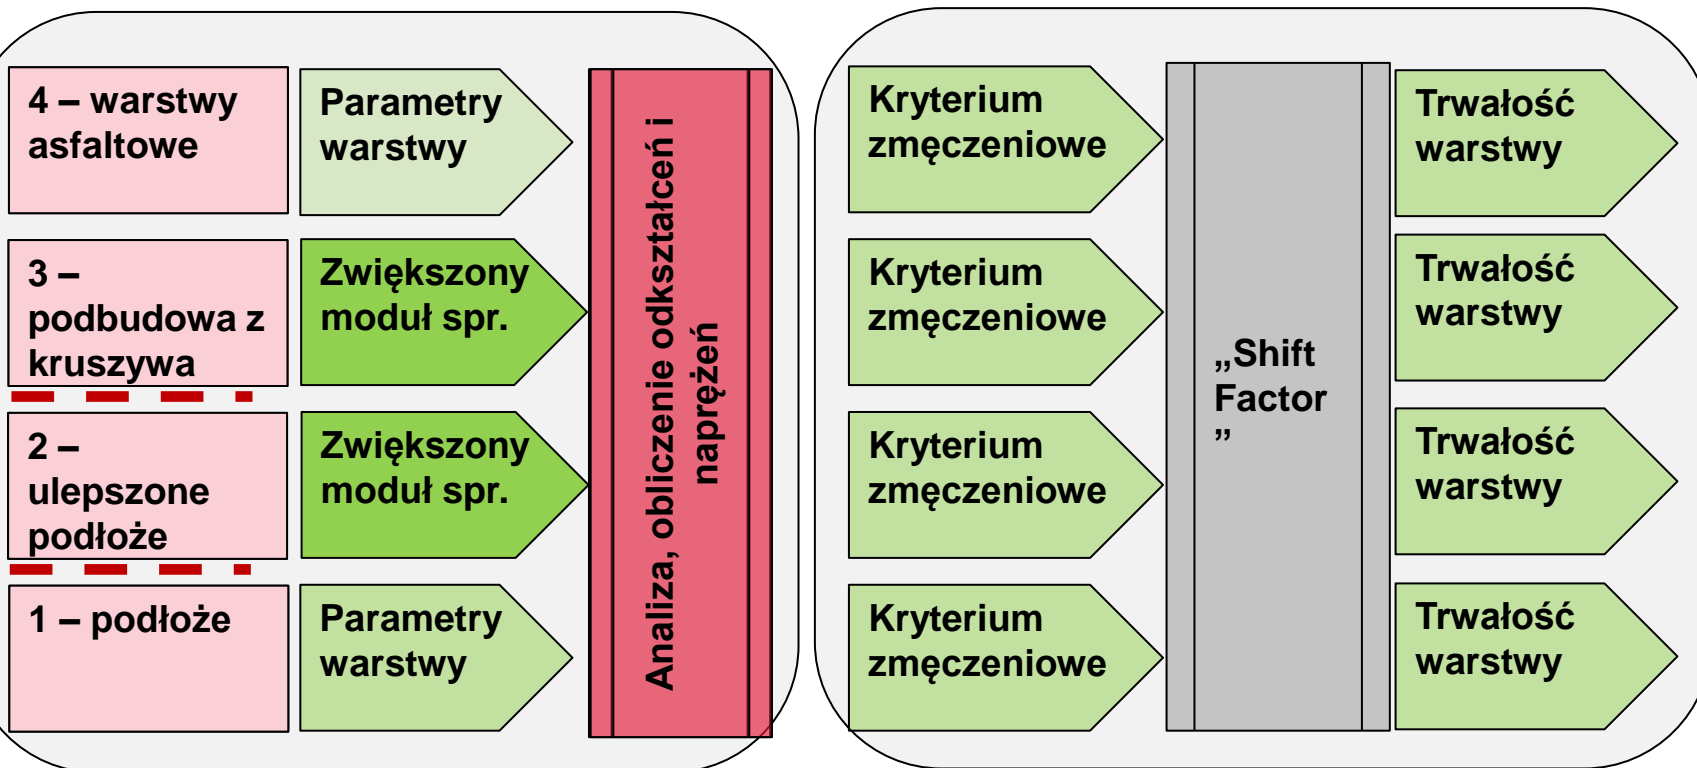 4 – warstwy
asfaltowe
Parametry
warstwy
3 –
podbudowa z
kruszywa
Zwiększony
moduł spr.
2 –
ulepszone
podłoże
Zwiększony
moduł spr.
1 – podłoże
Parametry
warstwy
Analiza, obliczenie odkształceń i
naprężeń
Kryterium
zmęczeniowe
Kryterium
zmęczeniowe
Kryterium
zmęczeniowe
Kryterium
zmęczeniowe
„Shift
Factor
”
Trwałość
warstwy
Trwałość
warstwy
Trwałość
warstwy
Trwałość
warstwy